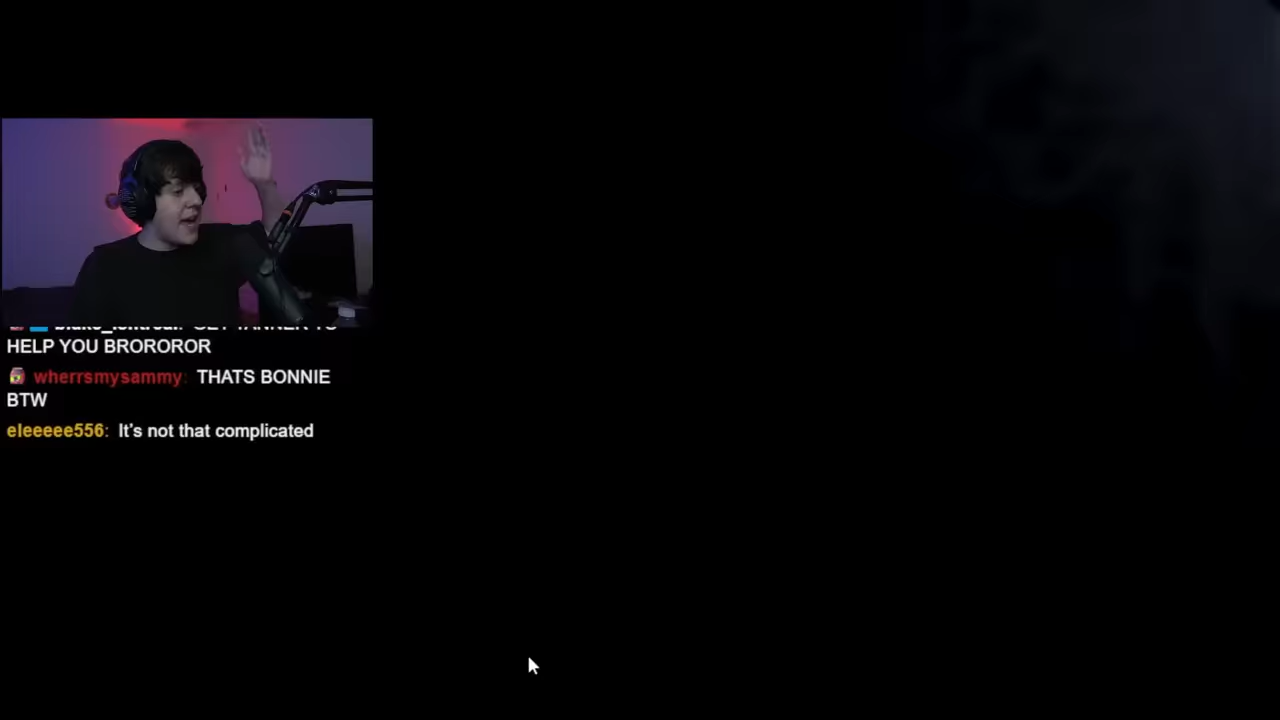 HELP YOU BROROROR
wherrsmysammy: THATS BONNIE
BTW
eleeeee556: It's not that complicated